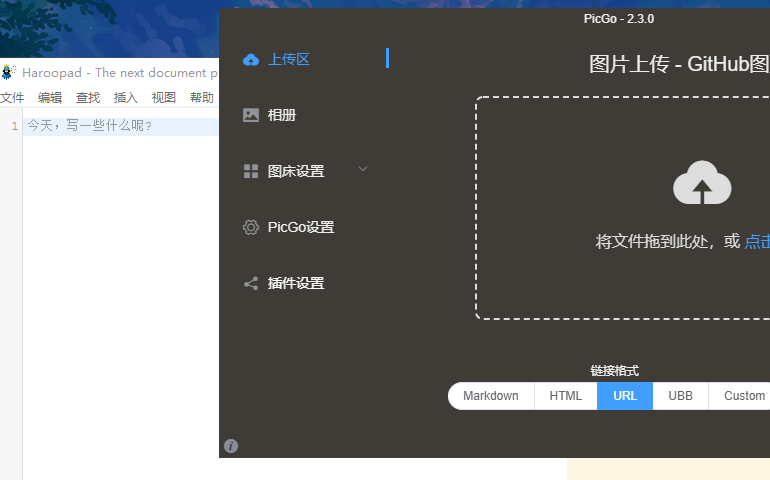 PicGo - 2.3.0
Haroopad - The next document p
文件 编辑 查找 插入 视图 帮助
1 今天，写一些什么呢?
上传区
相册
图床设置
PicGo设置
插件设置
图片上传 - GitHub图
将文件拖到此处，或 点击
链接格式
Markdown HTML URL UBB Custom